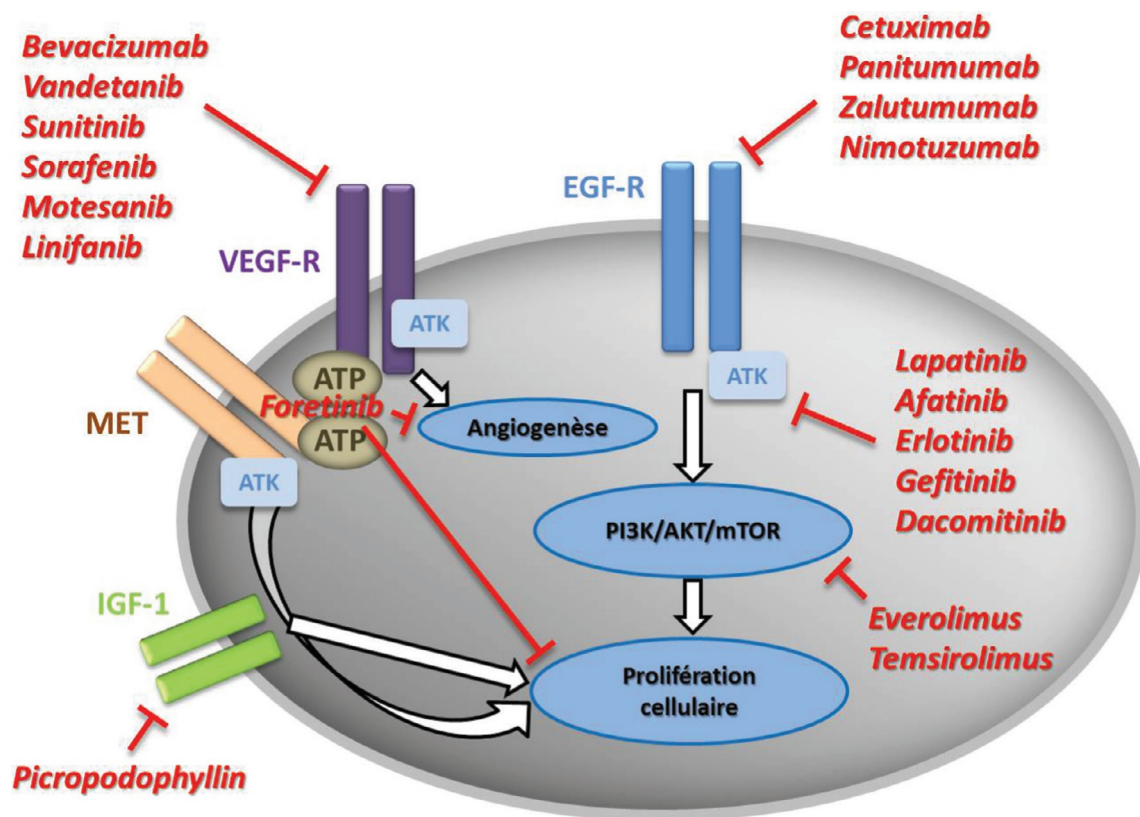 Bevacizumab
Vandetanib
Sunitinib
Sorafenib
Motesanib
Linifanib
Cetuximab
Panitumumab
Zalutumumab
Nimotuzumab
EGF-R
VEGF-R
ATK
ATK
Lapatinib
Afatinib
Erlotinib
Gefitinib
Dacomitinib
MET
ATP
Foretinib
ATP
Angiogenèse
ATK
PI3K/AKT/mTOR
IGF-1
Everolimus
Temsirolimus
Prolifération
cellulaire
Picropodophyllin